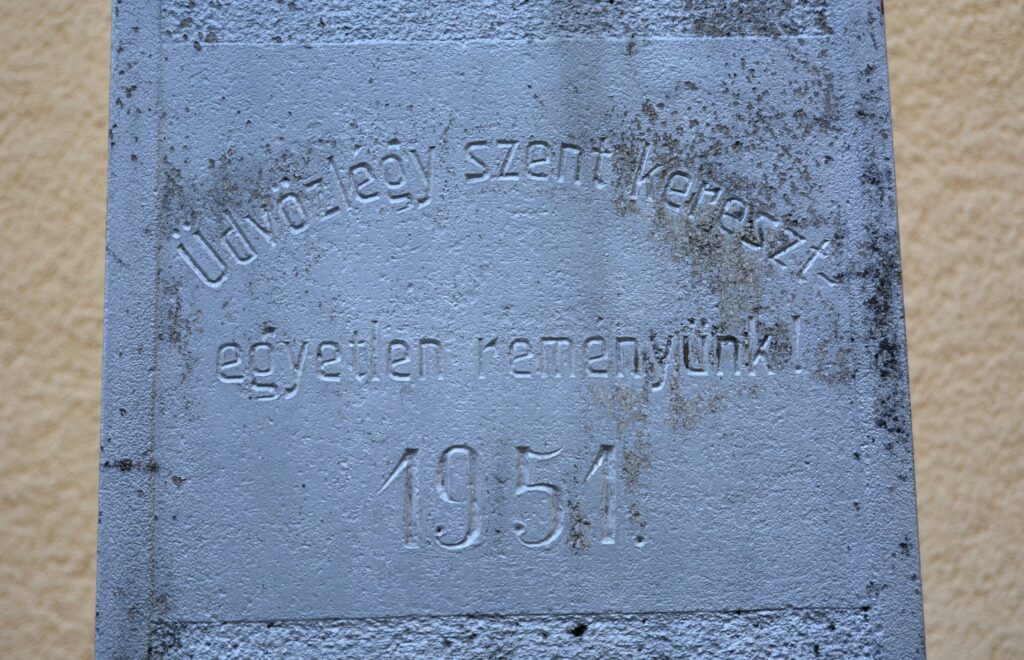 Üdvözlégy szent kereszt-
egyetlen reményünk!
1951.